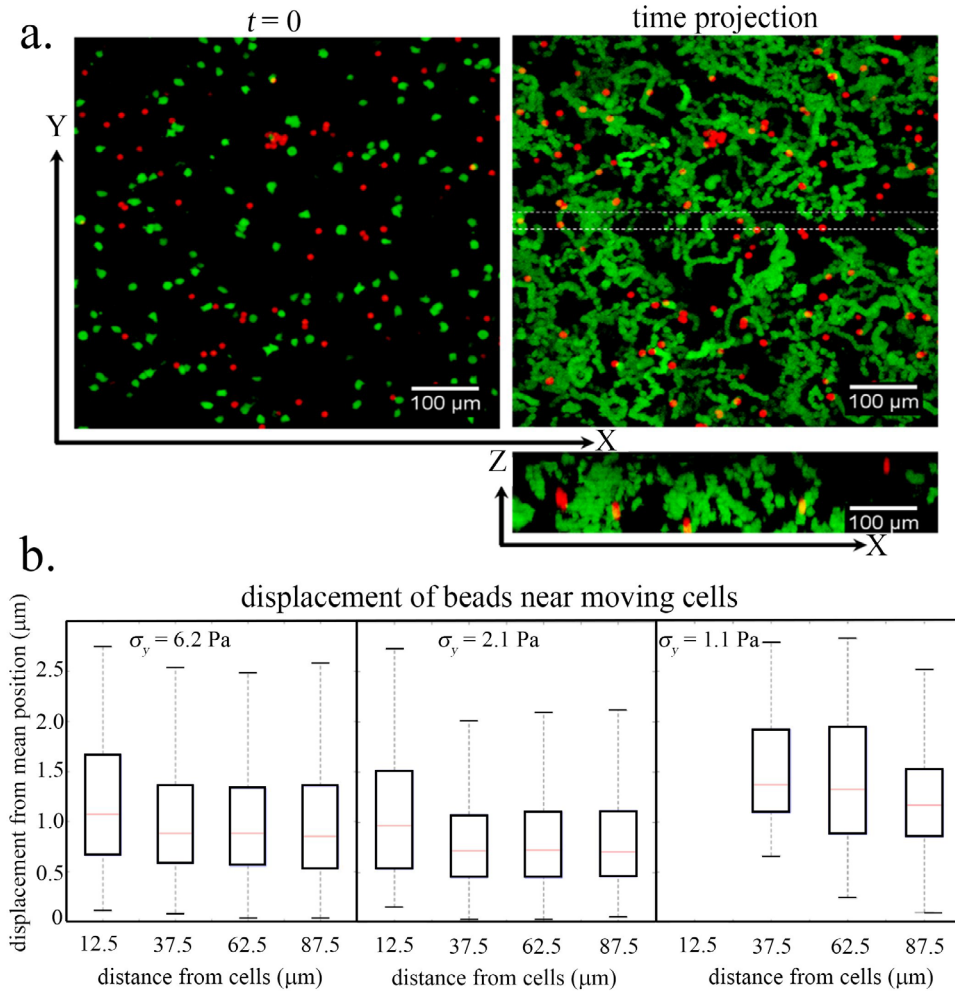 a.
t = 0
time projection
Y
100 µm
100 µm
X
Z
100 µm
X
b.
displacement of beads near moving cells
displacement from mean position (µm)
σy = 6.2 Pa
σy = 2.1 Pa
σy = 1.1 Pa
2.5
2.0
1.5
1.0
0.5
0
12.5 37.5 62.5 87.5 12.5 37.5 62.5 87.5 12.5 37.5 62.5 87.5
distance from cells (µm) distance from cells (µm) distance from cells (µm)